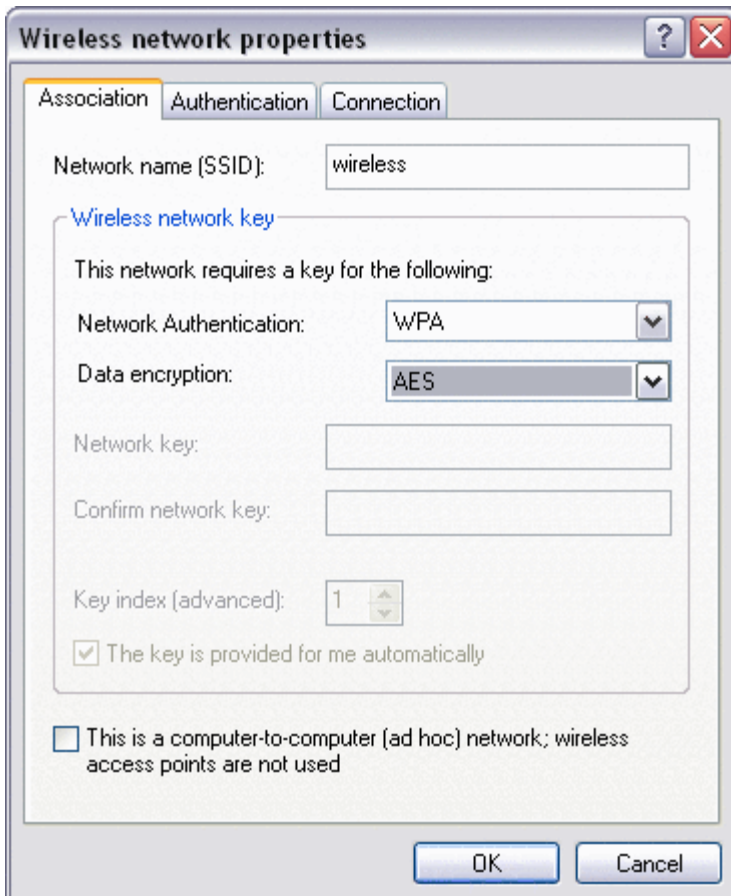 Wireless network properties
Association Authentication Connection
Network name (SSID): wireless
Wireless network key
This network requires a key for the following:
Network Authentication: WPA
Data encryption: AES
Network key:
Confirm network key:
Key index (advanced): 1
The key is provided for me automatically
This is a computer-to-computer (ad hoc) network; wireless
access points are not used
OK Cancel